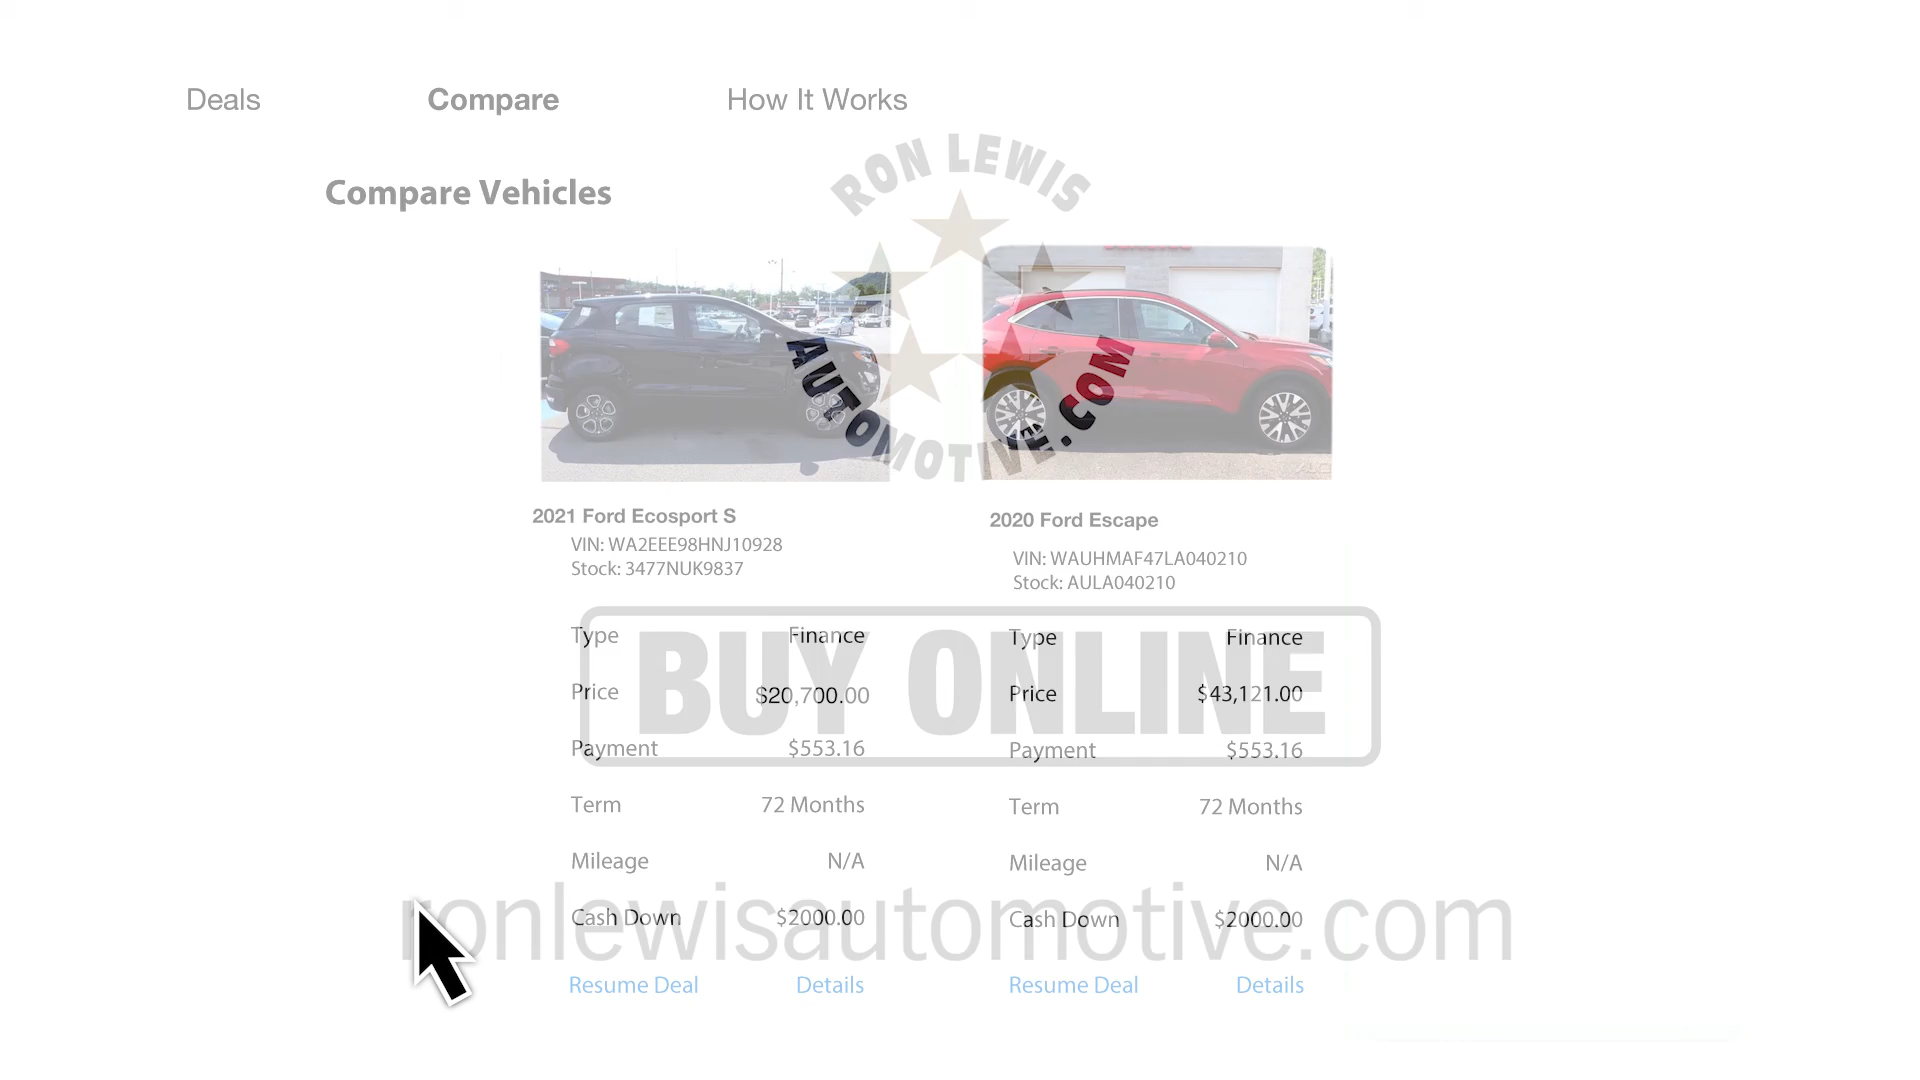 Deals
Compare
How It Works
RON LEWIS
AUTOMOTIVE.COM
Compare Vehicles
2021 Ford Ecosport S
VIN: WA2EEE98HNJ10928
Stock: 3477NUK9837
Type Finance
Price $20,700.00
Payment $553.16
Term 72 Months
Mileage N/A
Cash Down $2000.00
Resume Deal Details
2020 Ford Escape
VIN: WAUHMAF47LA040210
Stock: AULA040210
Type Finance
Price $43,121.00
Payment $553.16
Term 72 Months
Mileage N/A
Cash Down $2000.00
Resume Deal Details
BUY ONLINE
ronlewisautomotive.com